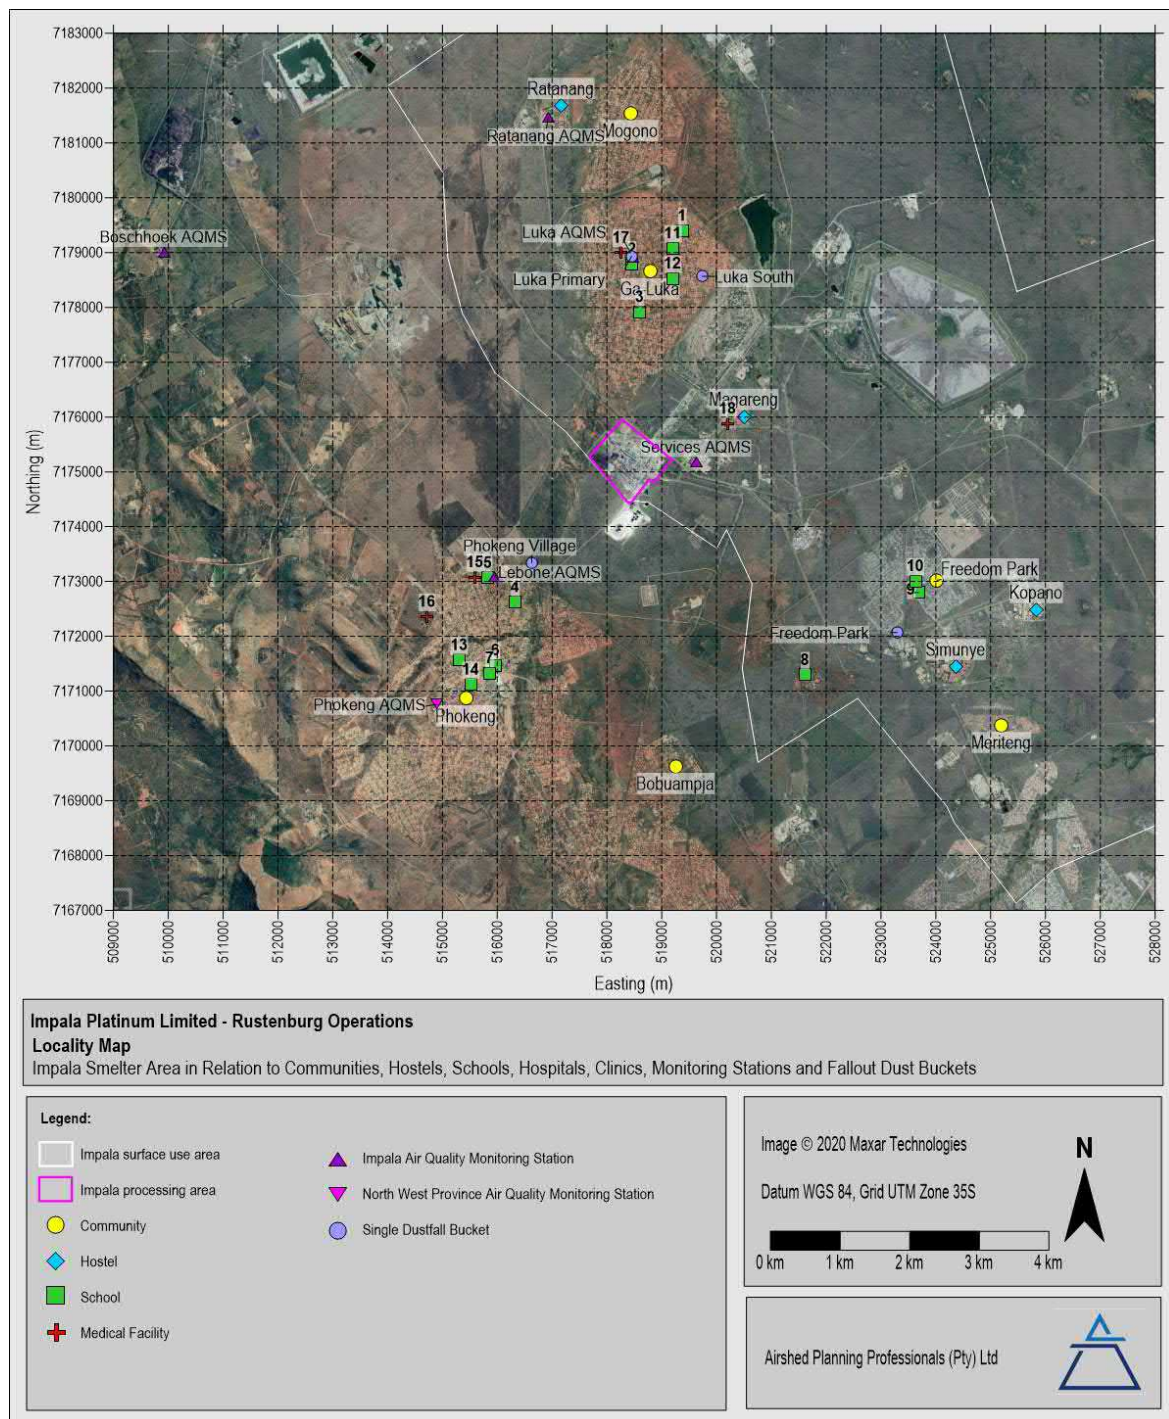 7183000
7182000
7181000
7180000
7179000
7178000
7177000
7176000
7175000
7174000
7173000
7172000
7171000
7170000
7169000
7168000
7167000
Northing (m)
Ratanang
Ratanang AQMS
Mogono
Boschhoek AQMS
1
Luka AQMS
17
11
2
Luka Primary
12
Ga-Luka
Luka South
3
Magareng
18
Services AQMS
Phokeng Village
155
Lebone AQMS
4
10
Freedom Park
9
Kopano
16
Freedom Park
13
6
7
Simunye
14
8
Phokeng AQMS
Phokeng
Meriteng
Bobuampja
509000
510000
511000
512000
513000
514000
515000
516000
517000
518000
519000
520000
521000
522000
523000
524000
525000
526000
527000
528000
Easting (m)
Impala Platinum Limited - Rustenburg Operations
Locality Map
Impala Smelter Area in Relation to Communities, Hostels, Schools, Hospitals, Clinics, Monitoring Stations and Fallout Dust Buckets
Legend:
Impala surface use area
Impala processing area
Community
Hostel
School
Medical Facility
Impala Air Quality Monitoring Station
North West Province Air Quality Monitoring Station
Single Dustfall Bucket
Image © 2020 Maxar Technologies
N
Datum WGS 84, Grid UTM Zone 35S
0 km 1 km 2 km 3 km 4 km
Airshed Planning Professionals (Pty) Ltd